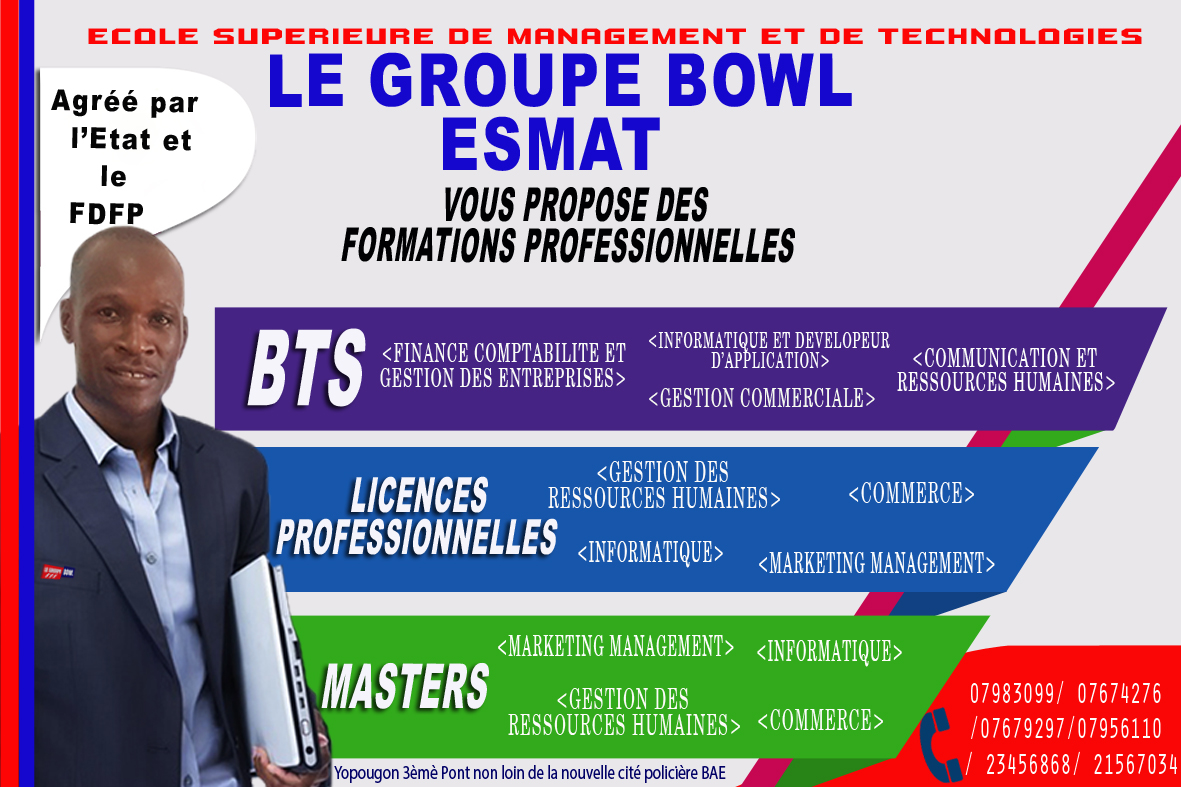 ECOLE SUPERIEURE DE MANAGEMENT ET DE TECHNOLOGIES
LE GROUPE BOWL
ESMAT
VOUS PROPOSE DES
FORMATIONS PROFESSIONNELLES
Agréé par
l'Etat et
le
FDFP
BTS
<FINANCE COMPTABILITE ET
GESTION DES ENTREPRISES>
<INFORMATIQUE ET DEVELOPEUR
D'APPLICATION>
<GESTION COMMERCIALE>
<COMMUNICATION ET
RESSOURCES HUMAINES>
LICENCES
PROFESSIONNELLES
<GESTION DES
RESSOURCES HUMAINES>
<COMMERCE>
<INFORMATIQUE>
<MARKETING MANAGEMENT>
LE GROUPE BOWL
MASTERS
<MARKETING MANAGEMENT>
<INFORMATIQUE>
<GESTION DES
RESSOURCES HUMAINES>
<COMMERCE>
07983099/ 07674276
/07679297/07956110
/ 23456868/ 21567034
Yopougon 3èmè Pont non loin de la nouvelle cité policière BAE